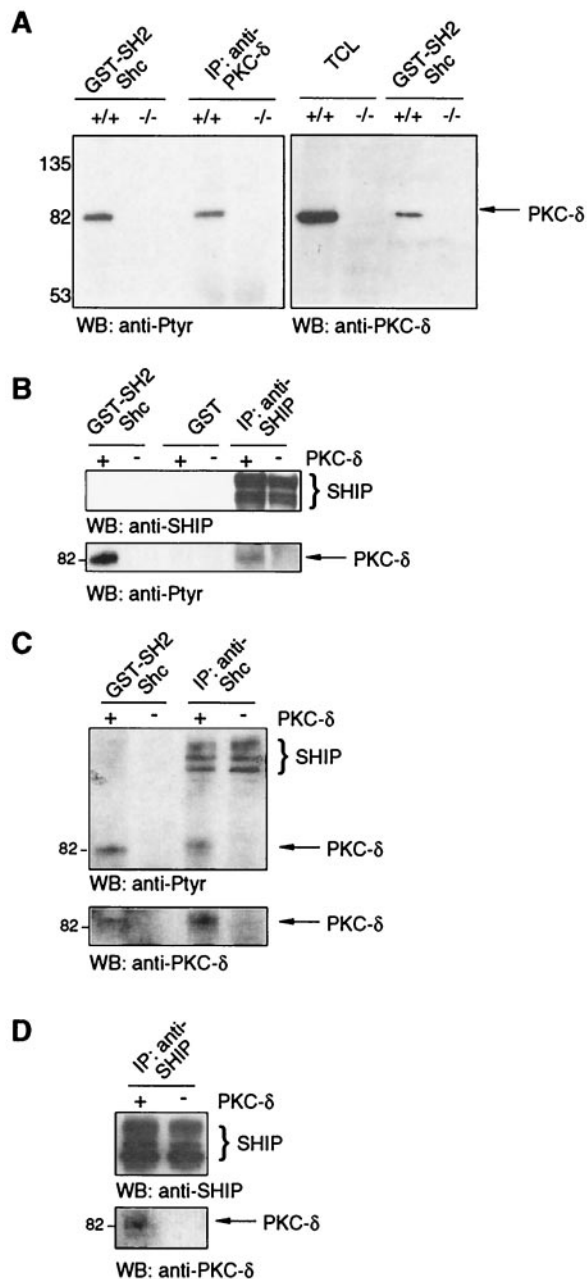 A
GST-SH2 Shc
IP: anti-PKC-δ
TCL
GST-SH2 Shc
+/+ -/- +/+ -/- +/+ -/- +/+ -/-
135
82
53
PKC-δ
WB: anti-Ptyr
WB: anti-PKC-δ
B
GST-SH2 Shc
GST
IP: anti-SHIP
+ - + - + - PKC-δ
} SHIP
WB: anti-SHIP
82
PKC-δ
WB: anti-Ptyr
C
GST-SH2 Shc
IP: anti-Shc
+ - + - PKC-δ
} SHIP
82
PKC-δ
WB: anti-Ptyr
82
PKC-δ
WB: anti-PKC-δ
D
IP: anti-SHIP
+ - PKC-δ
} SHIP
WB: anti-SHIP
82
PKC-δ
WB: anti-PKC-δ